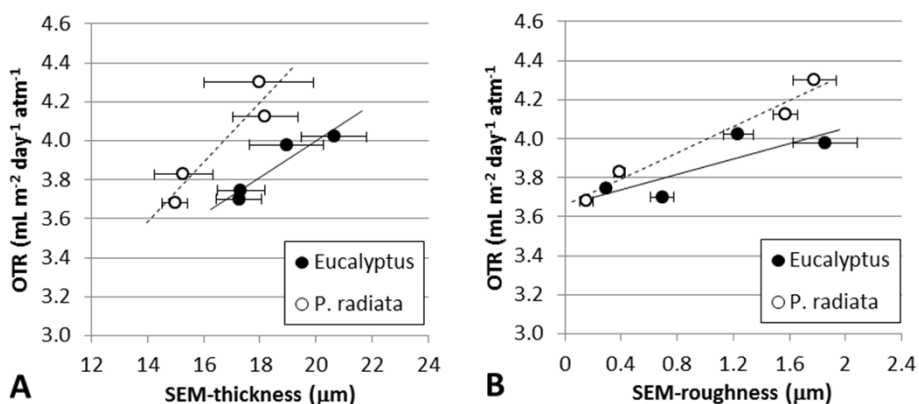 4.6
4.4
4.2
4.0
3.8
3.6
3.4
3.2
3.0
OTR (mL m⁻² day⁻¹ atm⁻¹)
Eucalyptus
P. radiata
12 14 16 18 20 22 24
SEM-thickness (µm)
A
4.6
4.4
4.2
4.0
3.8
3.6
3.4
3.2
3.0
OTR (mL m⁻² day⁻¹ atm⁻¹)
Eucalyptus
P. radiata
0 0.4 0.8 1.2 1.6 2 2.4
SEM-roughness (µm)
B